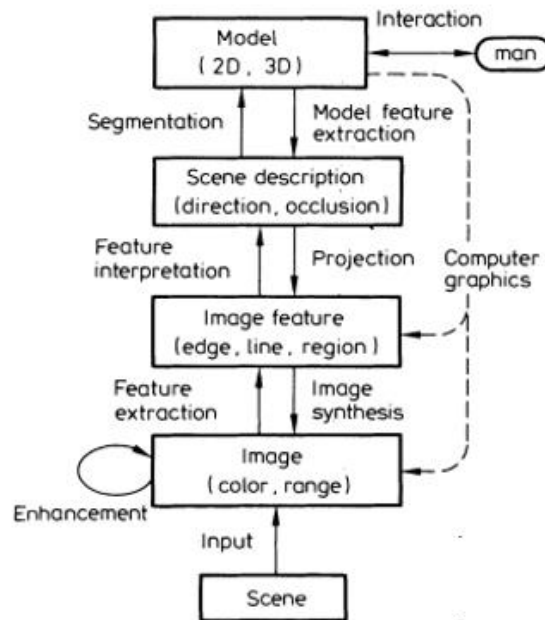 Interaction
Model
(2D, 3D)
man
Segmentation
Model feature
extraction
Scene description
(direction, occlusion)
Feature
interpretation
Projection
Computer
graphics
Image feature
(edge, line, region)
Feature
extraction
Image
synthesis
Image
(color, range)
Enhancement
Input
Scene